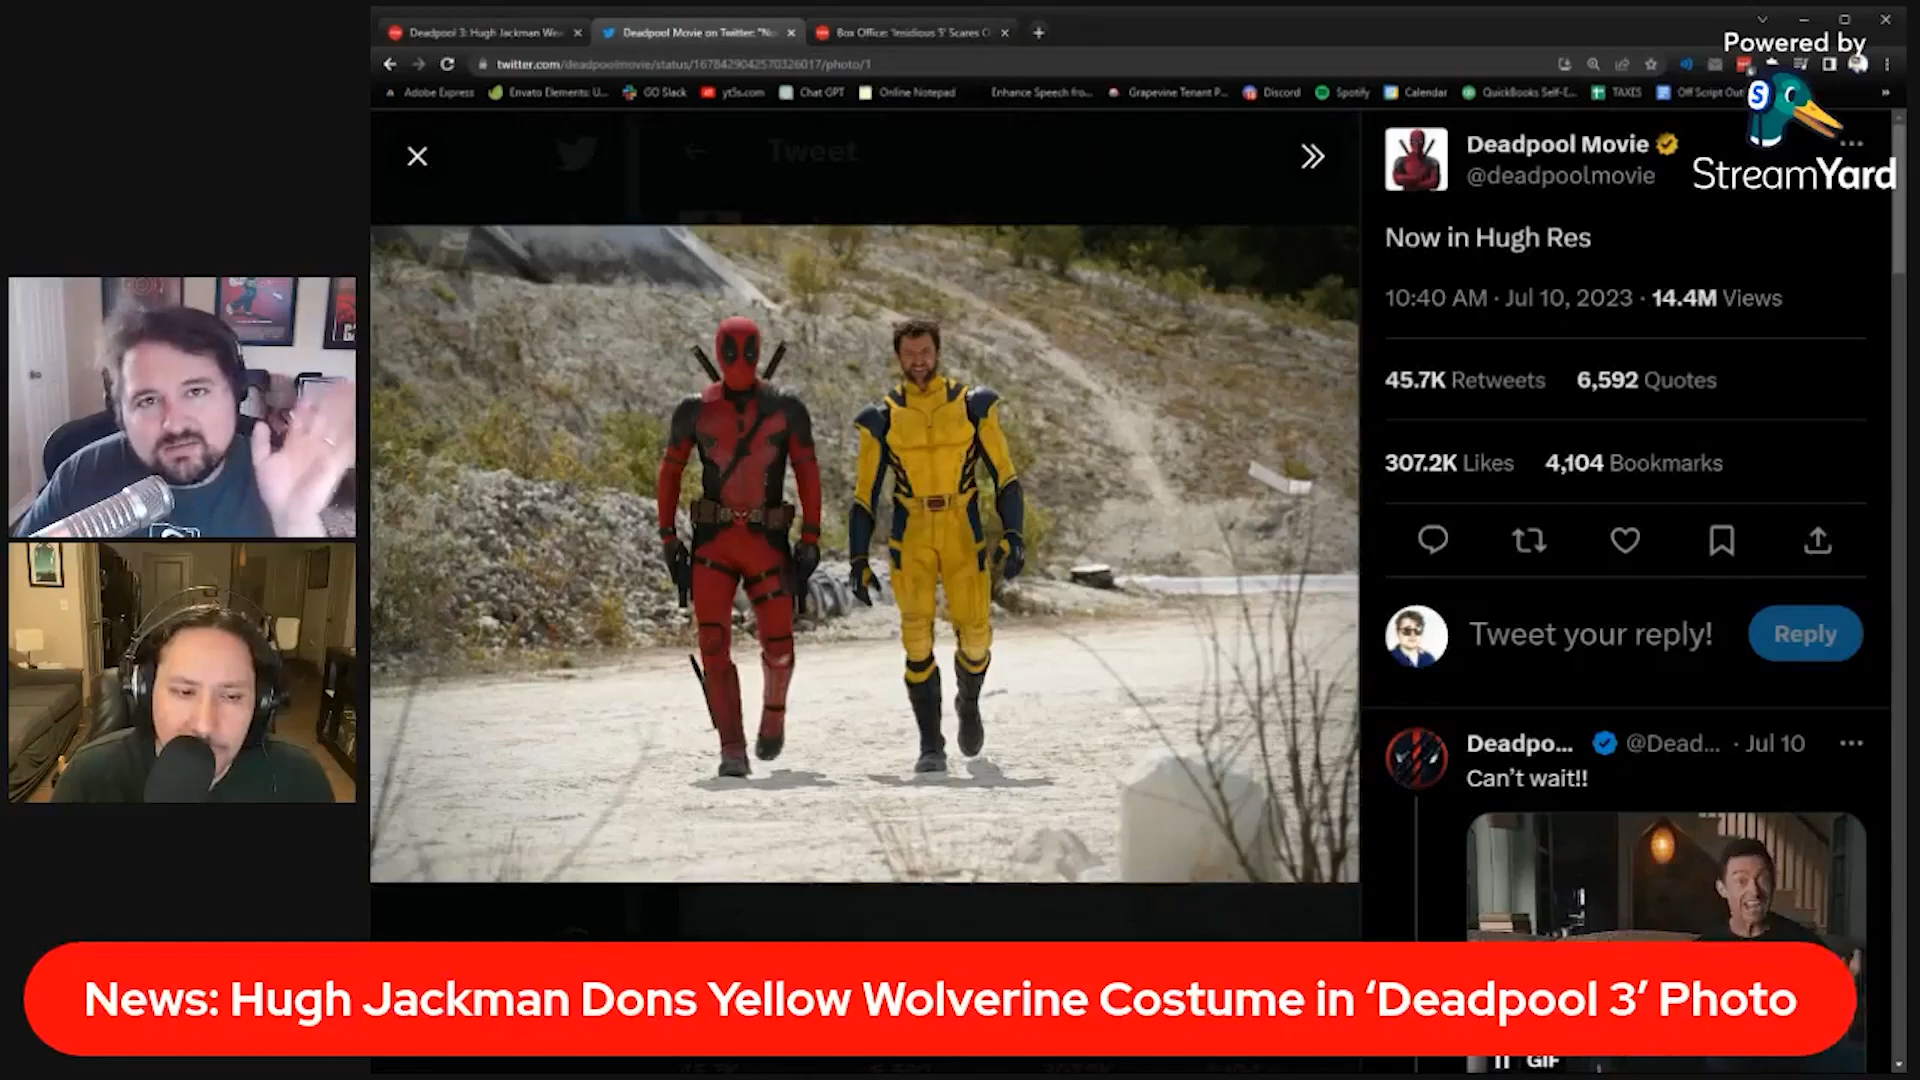 Deadpool 3: Hugh Jackman Wea
Deadpool Movie on Twitter: "No
Box Office: 'Insidious 5' Scares O
Powered by
StreamYard
twitter.com/deadpoolmovie/status/1678429042570326017/photo/1
Adobe Express
Envato Elements: U...
GO Slack
yt5s.com
Chat GPT
Online Notepad
Enhance Speech fro...
Grapevine Tenant P...
Discord
Spotify
Calendar
QuickBooks Self-E...
TAXES
Off Script Out
Tweet
Deadpool Movie
@deadpoolmovie
Now in Hugh Res
10:40 AM · Jul 10, 2023 · 14.4M Views
45.7K Retweets 6,592 Quotes
307.2K Likes 4,104 Bookmarks
Tweet your reply!
Reply
Deadpo... @Dead... · Jul 10
Can't wait!!
GIF
News: Hugh Jackman Dons Yellow Wolverine Costume in ‘Deadpool 3’ Photo